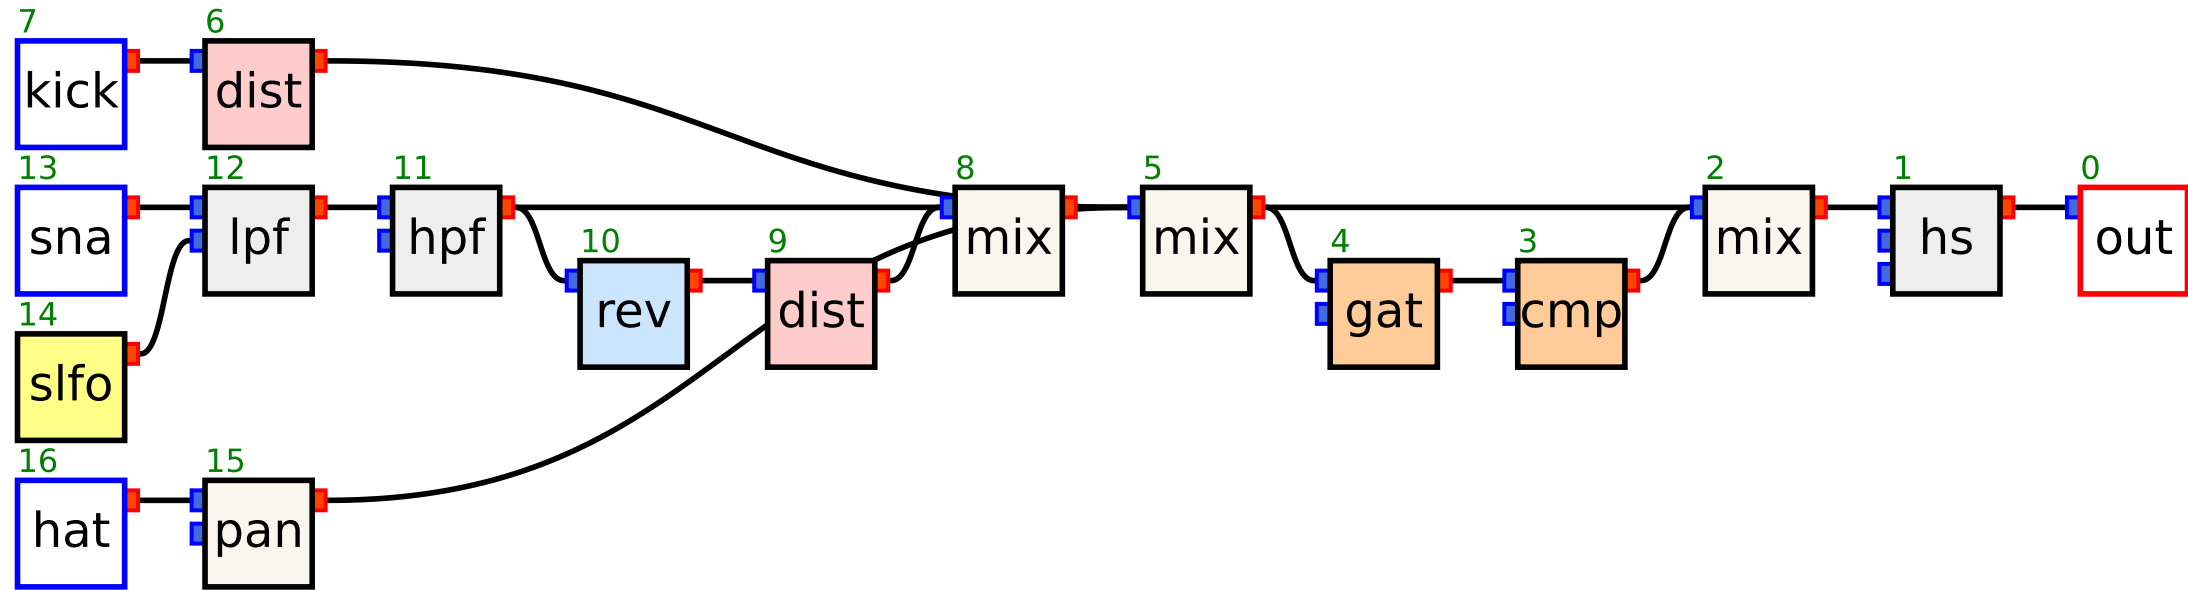 7 6
kick dist
13 12 11 8 5 2 1 0
sna lpf hpf mix mix mix hs out
10 9 4 3
rev dist gat cmp
14
slfo
16 15
hat pan